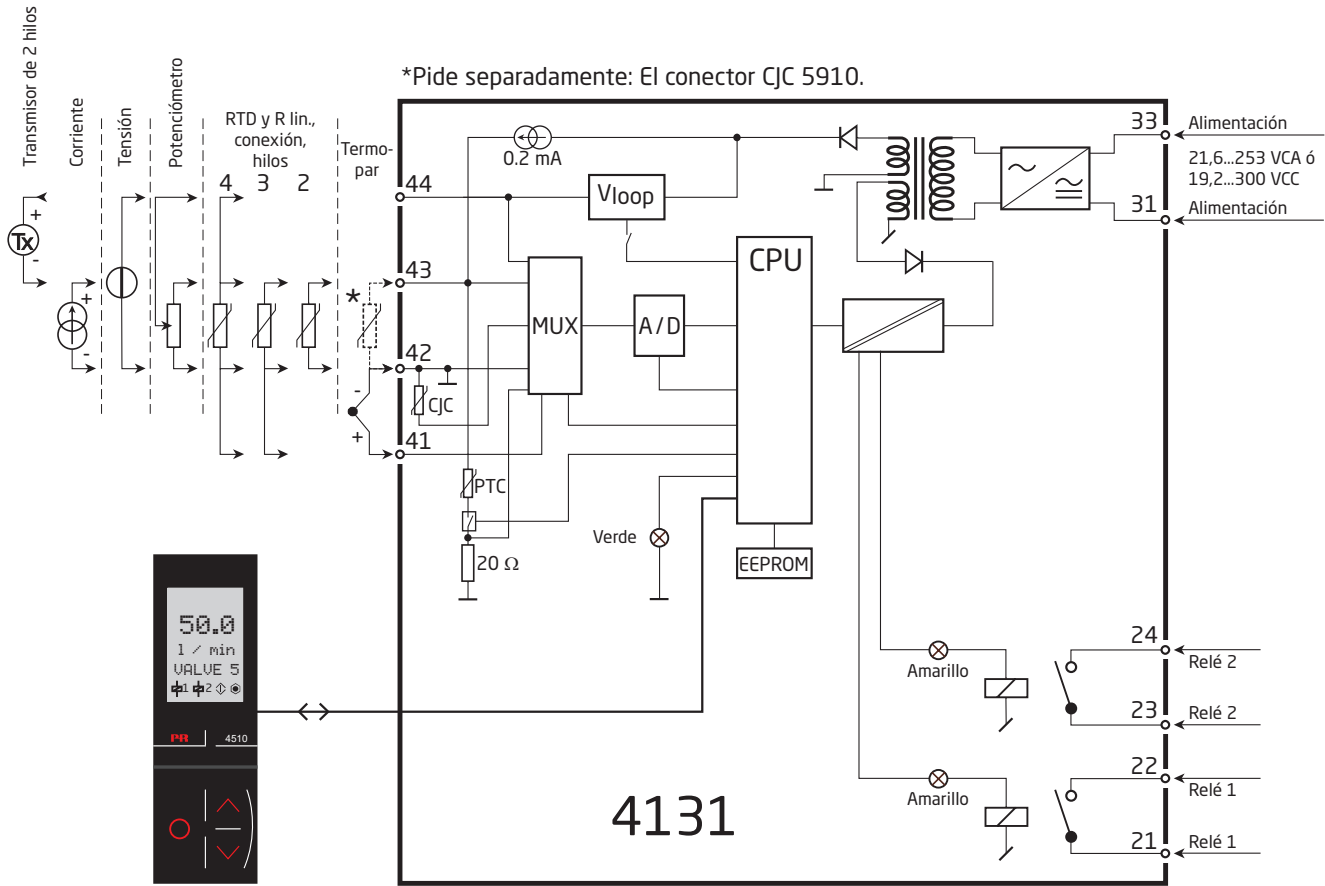 *Pide separadamente: El conector CJC 5910.
Transmisor de 2 hilos
Corriente
Tensión
Potenciómetro
RTD y R lin.,
conexión,
hilos
4 3 2
Termo-
par
+
Tx
-
+
-
*
-
+
44
43
42
41
0.2 mA
Vloop
CPU
MUX
A/D
CJC
PTC
20 Ω
Verde
EEPROM
33
Alimentación
21,6...253 VCA ó
19,2...300 VCC
31
Alimentación
24
Relé 2
Amarillo
23
Relé 2
22
Relé 1
Amarillo
21
Relé 1
4131
50.0
l / min
VALVE 5
1 2
PR
4510